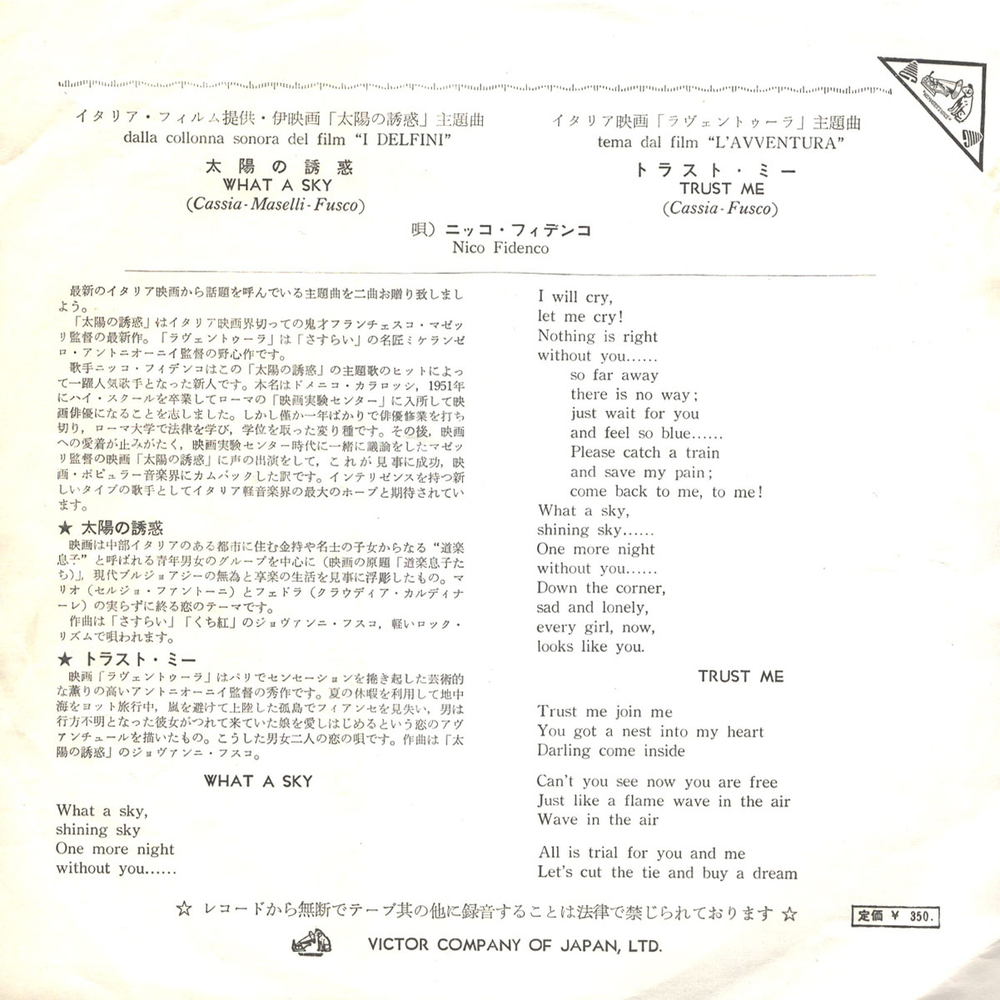 イタリア・フィルム提供・伊映画「太陽の誘惑」主題曲
dalla collonna sonora del film “I DELFINI”
太陽の誘惑
WHAT A SKY
(Cassia-Maselli-Fusco)
イタリア映画「ラヴェントゥーラ」主題曲
tema dal film “L'AVVENTURA”
トラスト・ミー
TRUST ME
(Cassia-Fusco)
唄）ニッコ・フィデンコ
Nico Fidenco
最新のイタリア映画から話題を呼んでいる主題曲を二曲お贈り致しまし
よう。
「太陽の誘惑」はイタリア映画界切っての鬼才フランチェスコ・マゼッ
リ監督の最新作。「ラヴェントゥーラ」は「さすらい」の名匠ミケランゼ
ロ・アントニオーニイ監督の野心作です。
歌手ニッコ・フィデンコはこの「太陽の誘惑」の主題歌のヒットによっ
て一躍人気歌手となった新人です。本名はドメニコ・カラロッシ，1951年
にハイ・スクールを卒業してローマの「映画実験センター」に入所して映
画俳優になることを志しました。しかし僅か一年ばかりで俳優修業を打ち
切り，ローマ大学で法律を学び，学位を取った変り種です。その後，映画
への愛着が止みがたく，映画実験センター時代に一緒に議論をしたマゼッ
リ監督の映画「太陽の誘惑」に声の出演をして，これが見事に成功，映
画・ポピュラー音楽界にカムバックした訳です。インテリゼンスを持つ新
しいタイプの歌手としてイタリア軽音楽界の最大のホープと期待されてい
ます。
★ 太陽の誘惑
映画は中部イタリアのある都市に住む金持や名士の子女からなる“道楽
息子”と呼ばれる青年男女のグループを中心に（映画の原題「道楽息子た
ち」），現代ブルジョアジーの無為と享楽の生活を見事に浮彫したもの。マ
リオ（セルジョ・ファントーニ）とフェドラ（クラウディア・カルディナ
ーレ）の実らずに終る恋のテーマです。
作曲は「さすらい」「くち紅」のジョヴァンニ・フスコ，軽いロック・
リズムで唄われます。
★ トラスト・ミー
映画「ラヴェントゥーラ」はパリでセンセーションを捲き起した芸術的
な薫りの高いアントニオーニイ監督の秀作です。夏の休暇を利用して地中
海をヨット旅行中，嵐を避けて上陸した孤島でフィアンセを見失い，男は
行方不明となった彼女がつれて来ていた娘を愛しはじめるという恋のアヴ
ァンチュールを描いたもの。こうした男女二人の恋の唄です。作曲は「太
陽の誘惑」のジョヴァンニ・フスコ。
WHAT A SKY
What a sky,
shining sky
One more night
without you......
I will cry,
let me cry!
Nothing is right
without you......
so far away
there is no way;
just wait for you
and feel so blue......
Please catch a train
and save my pain;
come back to me, to me!
What a sky,
shining sky......
One more night
without you......
Down the corner,
sad and lonely,
every girl, now,
looks like you.
TRUST ME
Trust me join me
You got a nest into my heart
Darling come inside
Can't you see now you are free
Just like a flame wave in the air
Wave in the air
All is trial for you and me
Let's cut the tie and buy a dream
☆ レコードから無断でテープ其の他に録音することは法律で禁じられております ☆
定価 ¥ 350.
VICTOR COMPANY OF JAPAN, LTD.